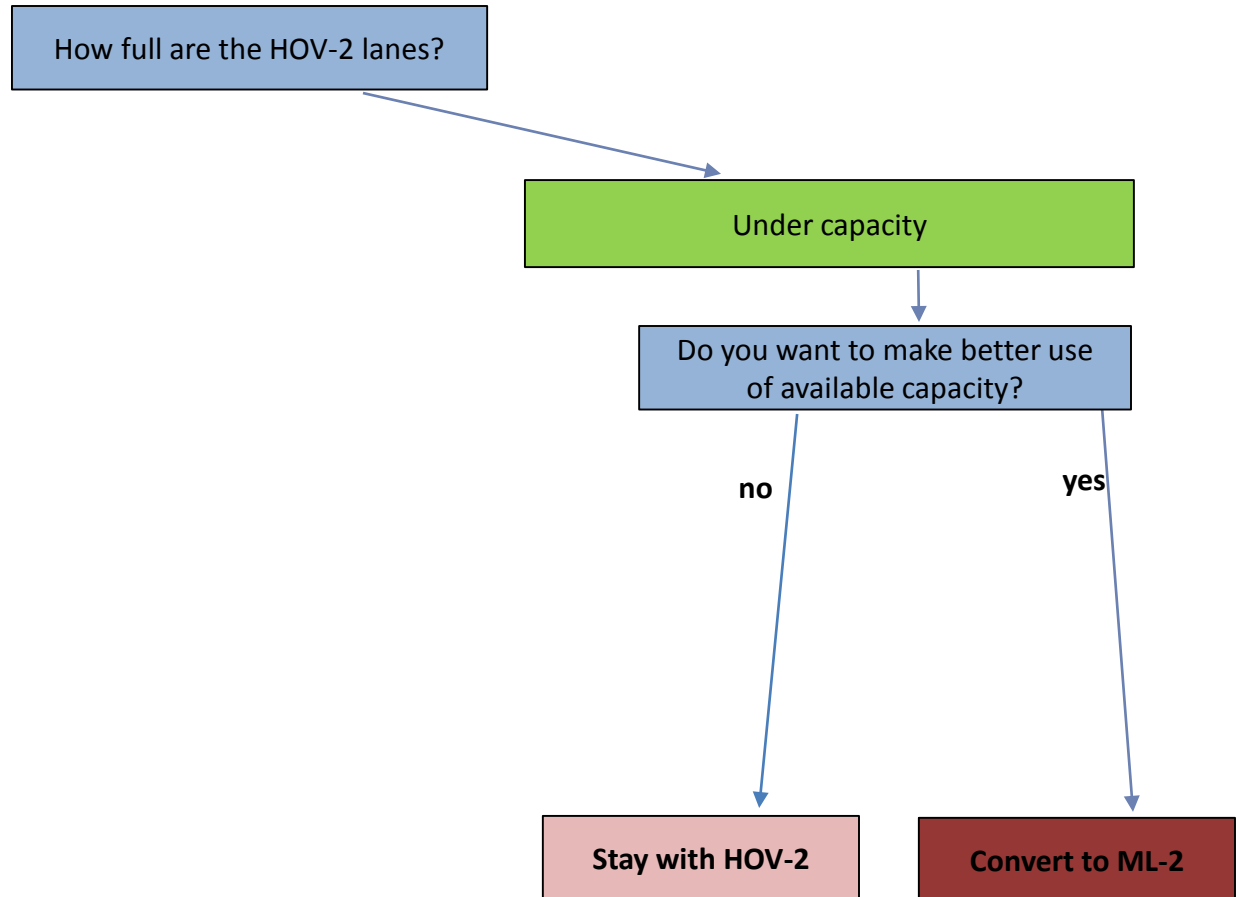 How full are the HOV-2 lanes?
Under capacity
Do you want to make better use
of available capacity?
no
yes
Stay with HOV-2
Convert to ML-2